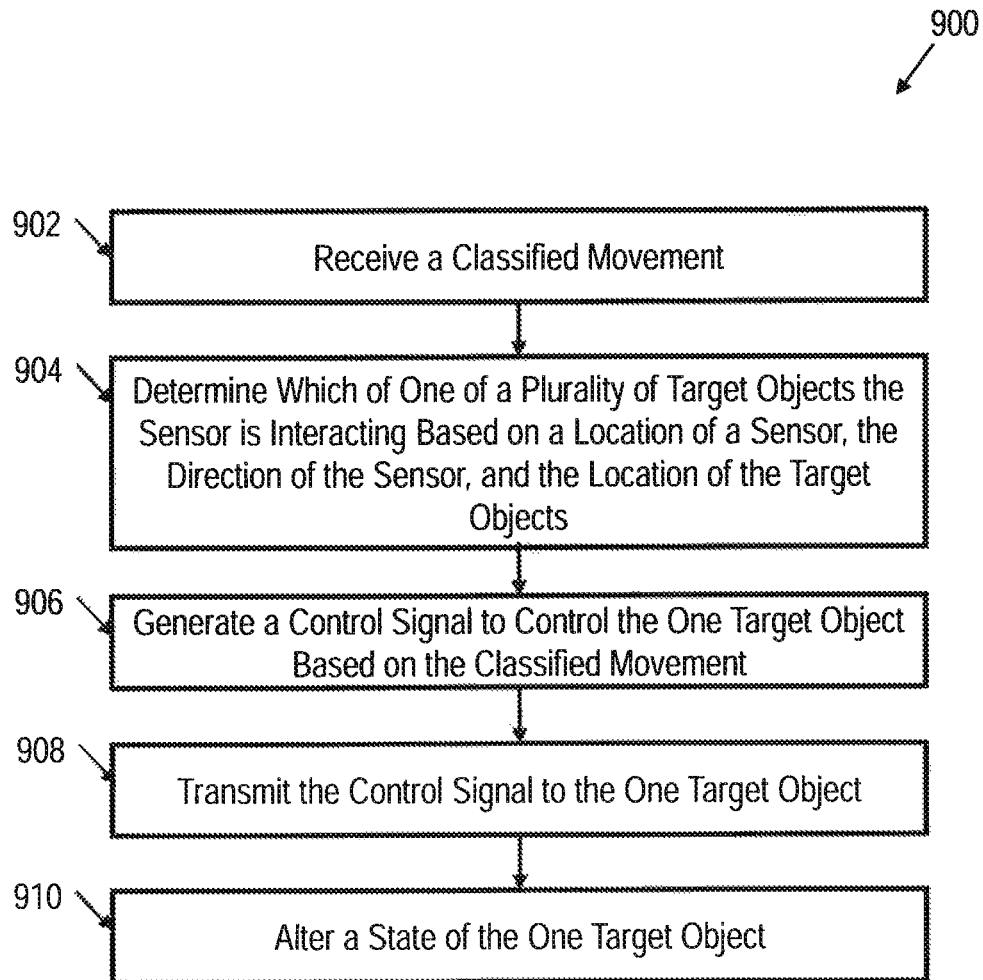 900
902
Receive a Classified Movement
904
Determine Which of One of a Plurality of Target Objects the
Sensor is Interacting Based on a Location of a Sensor, the
Direction of the Sensor, and the Location of the Target
Objects
906
Generate a Control Signal to Control the One Target Object
Based on the Classified Movement
908
Transmit the Control Signal to the One Target Object
910
Alter a State of the One Target Object